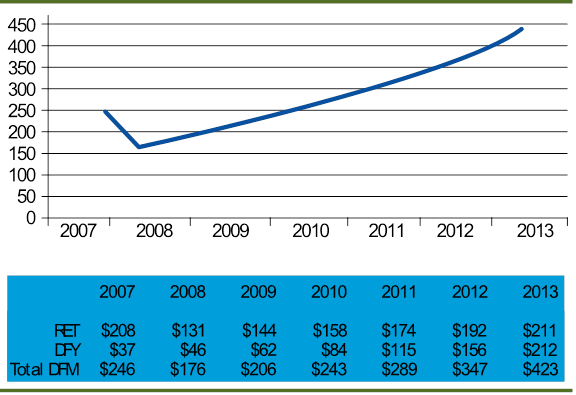 450
400
350
300
250
200
150
100
50
0
2007 2008 2009 2010 2011 2012 2013
2007 2008 2009 2010 2011 2012 2013
RET $208 $131 $144 $158 $174 $192 $211
DFY $37 $46 $62 $84 $115 $156 $212
Total DFM $246 $176 $206 $243 $289 $347 $423